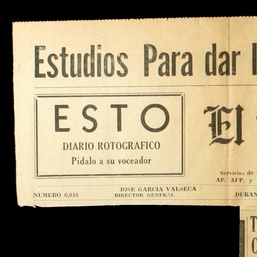 Estudios Para dar
ESTO
DIARIO ROTOGRAFICO
Pídalo a su voceador
El
Servicio, de
AP, AFP, y
NUMERO 6,016
JOSE GARCIA VALSECA
DIRECTOR GENERAL
DURAN